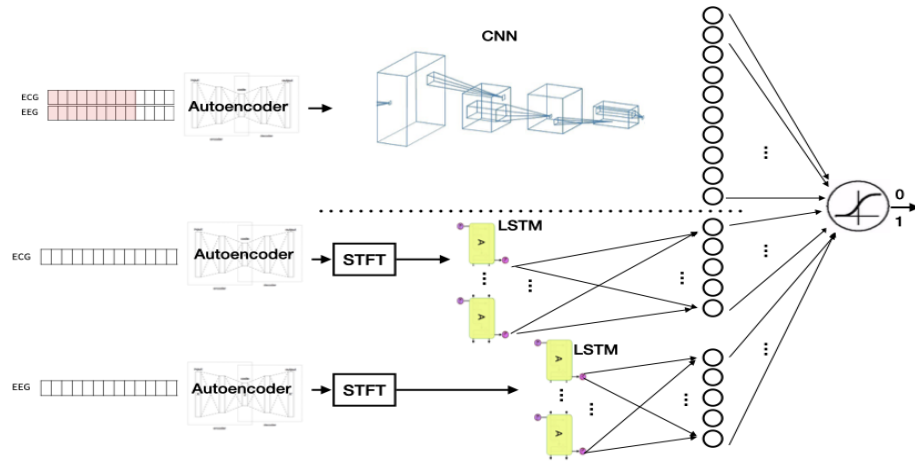 CNN
ECG
EEG
Autoencoder
0
1
LSTM
ECG
Autoencoder
STFT
A
...
A
LSTM
EEG
Autoencoder
STFT
A
...
A